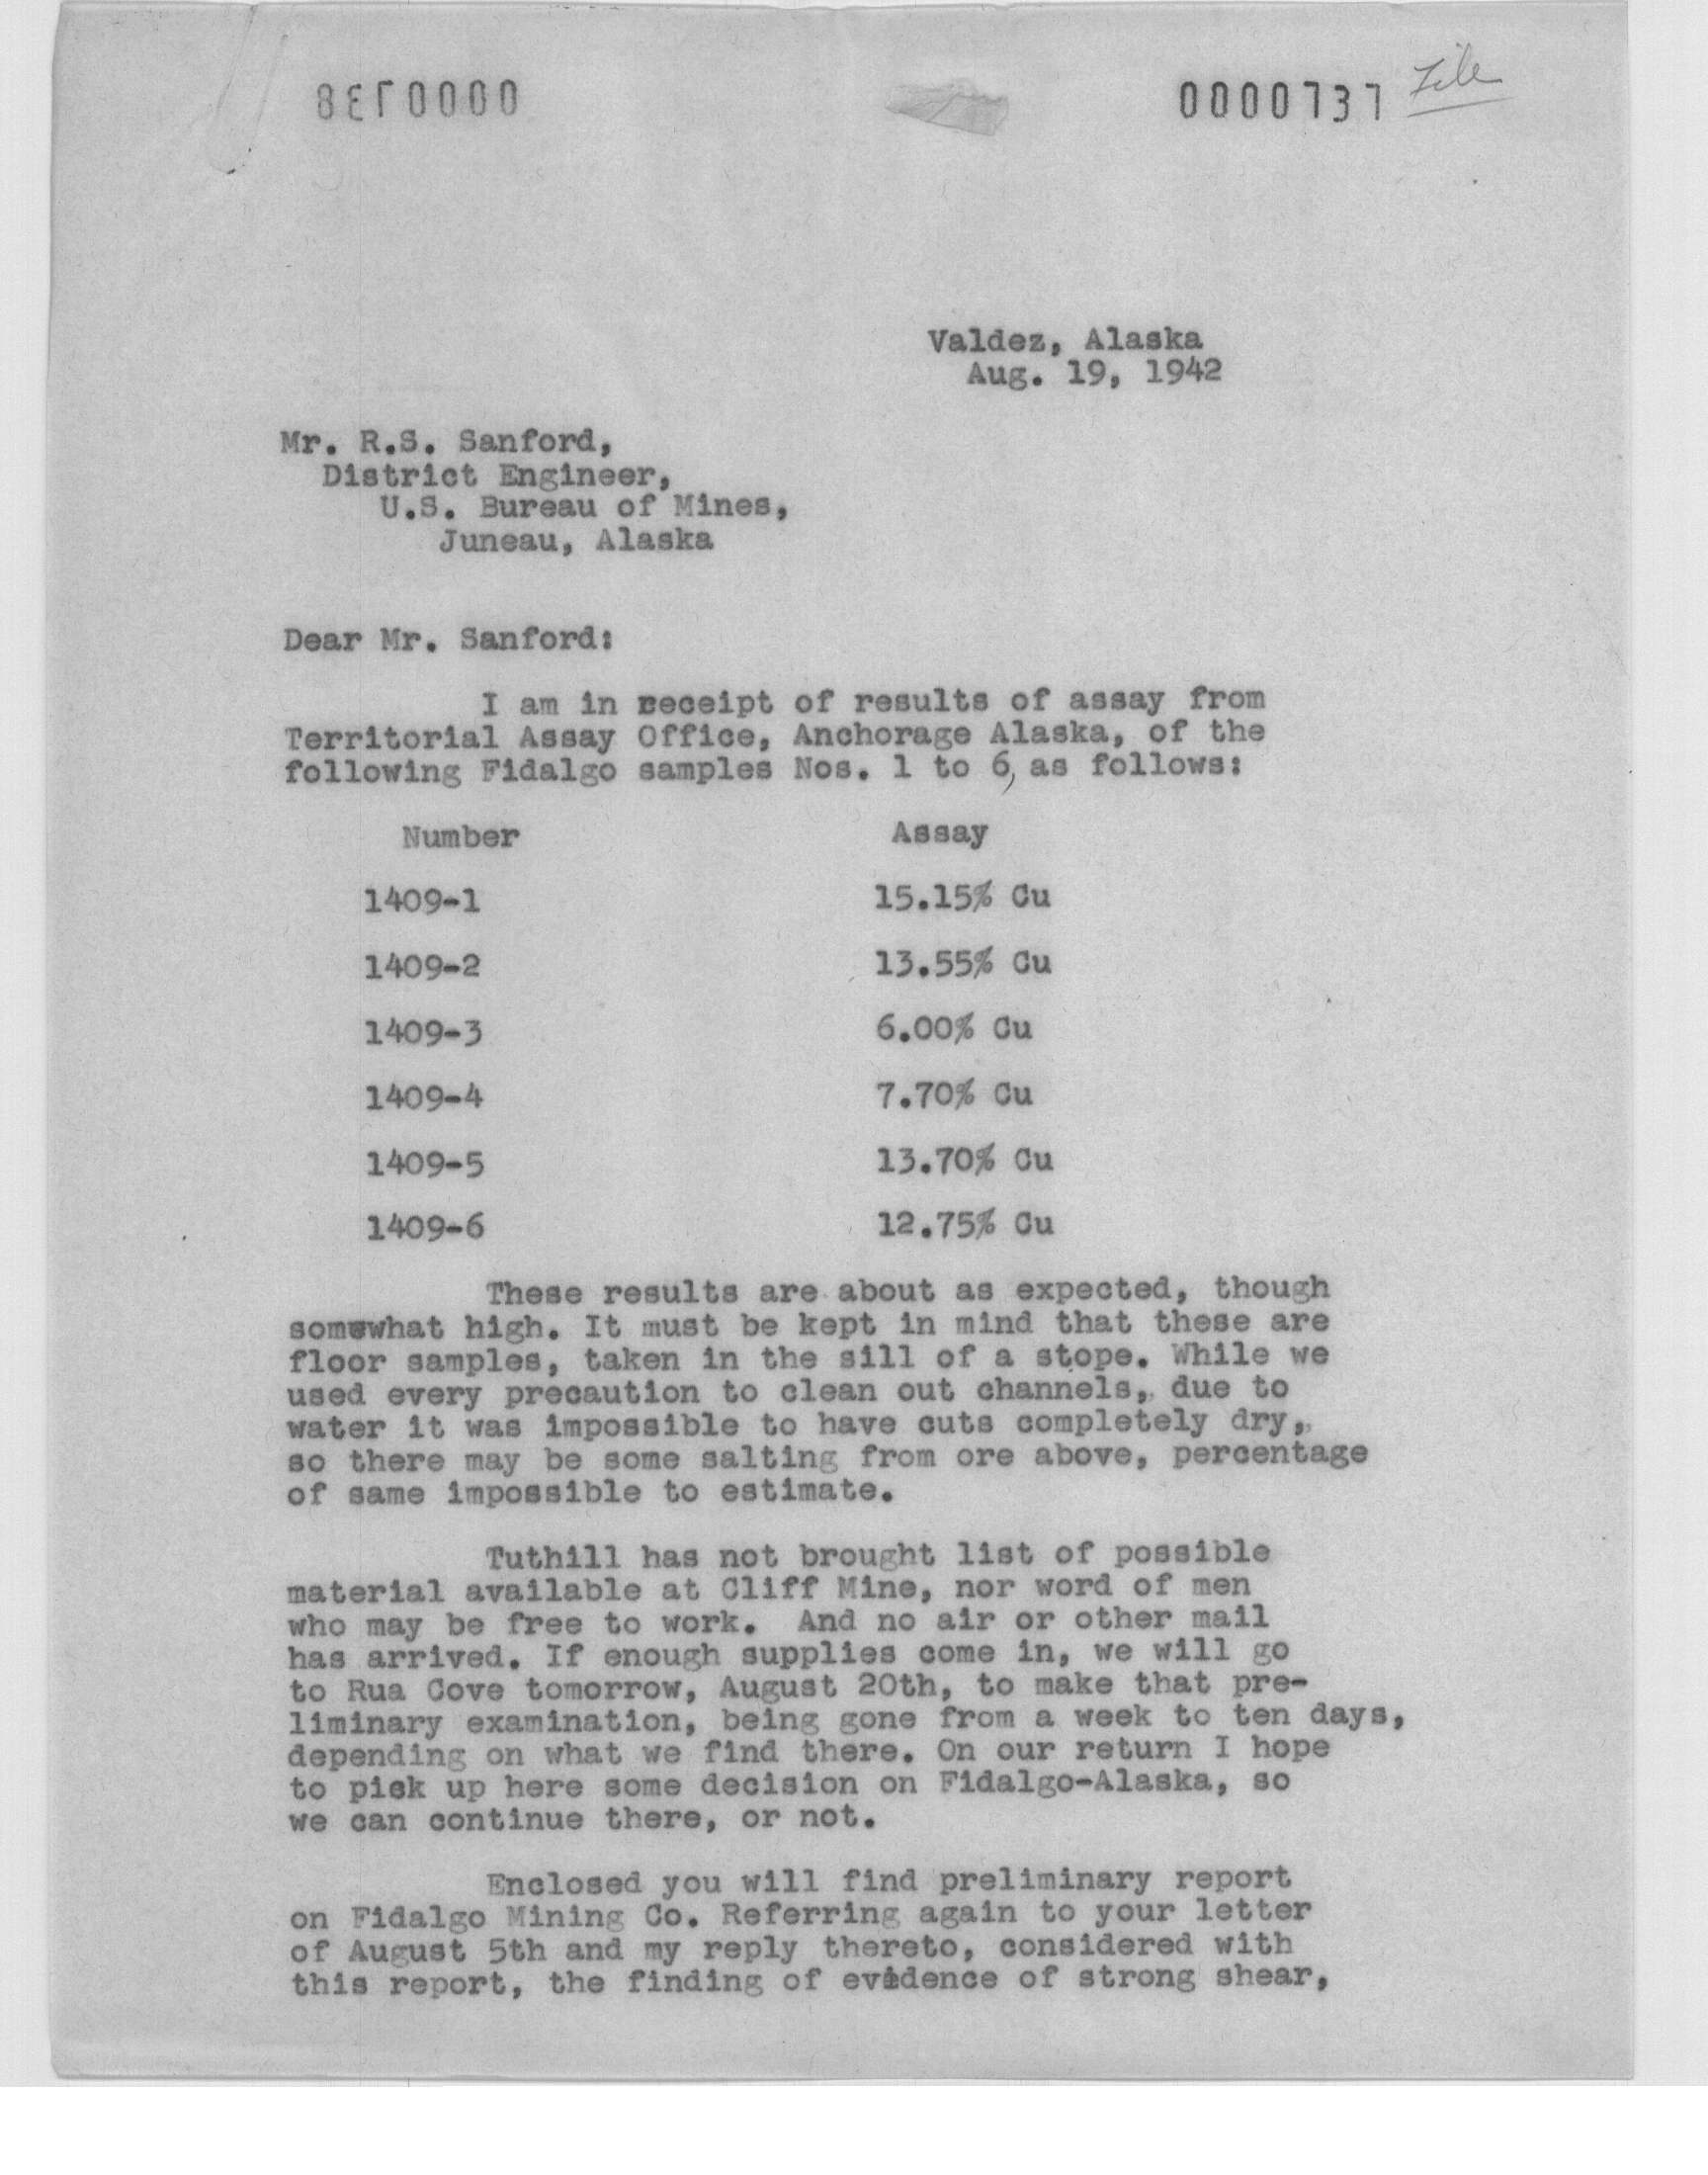 0000138
0000737 File
Valdez, Alaska
Aug. 19, 1942
Mr. R.S. Sanford,
District Engineer,
U.S. Bureau of Mines,
Juneau, Alaska
Dear Mr. Sanford:
I am in receipt of results of assay from
Territorial Assay Office, Anchorage Alaska, of the
following Fidalgo samples Nos. 1 to 6, as follows:
Number Assay
1409-1 15.15% Cu
1409-2 13.55% Cu
1409-3 6.00% Cu
1409-4 7.70% Cu
1409-5 13.70% Cu
1409-6 12.75% Cu
These results are about as expected, though
somewhat high. It must be kept in mind that these are
floor samples, taken in the sill of a stope. While we
used every precaution to clean out channels, due to
water it was impossible to have cuts completely dry,
so there may be some salting from ore above, percentage
of same impossible to estimate.
Tuthill has not brought list of possible
material available at Cliff Mine, nor word of men
who may be free to work. And no air or other mail
has arrived. If enough supplies come in, we will go
to Rua Cove tomorrow, August 20th, to make that pre-
liminary examination, being gone from a week to ten days,
depending on what we find there. On our return I hope
to pick up here some decision on Fidalgo-Alaska, so
we can continue there, or not.
Enclosed you will find preliminary report
on Fidalgo Mining Co. Referring again to your letter
of August 5th and my reply thereto, considered with
this report, the finding of evidence of strong shear,